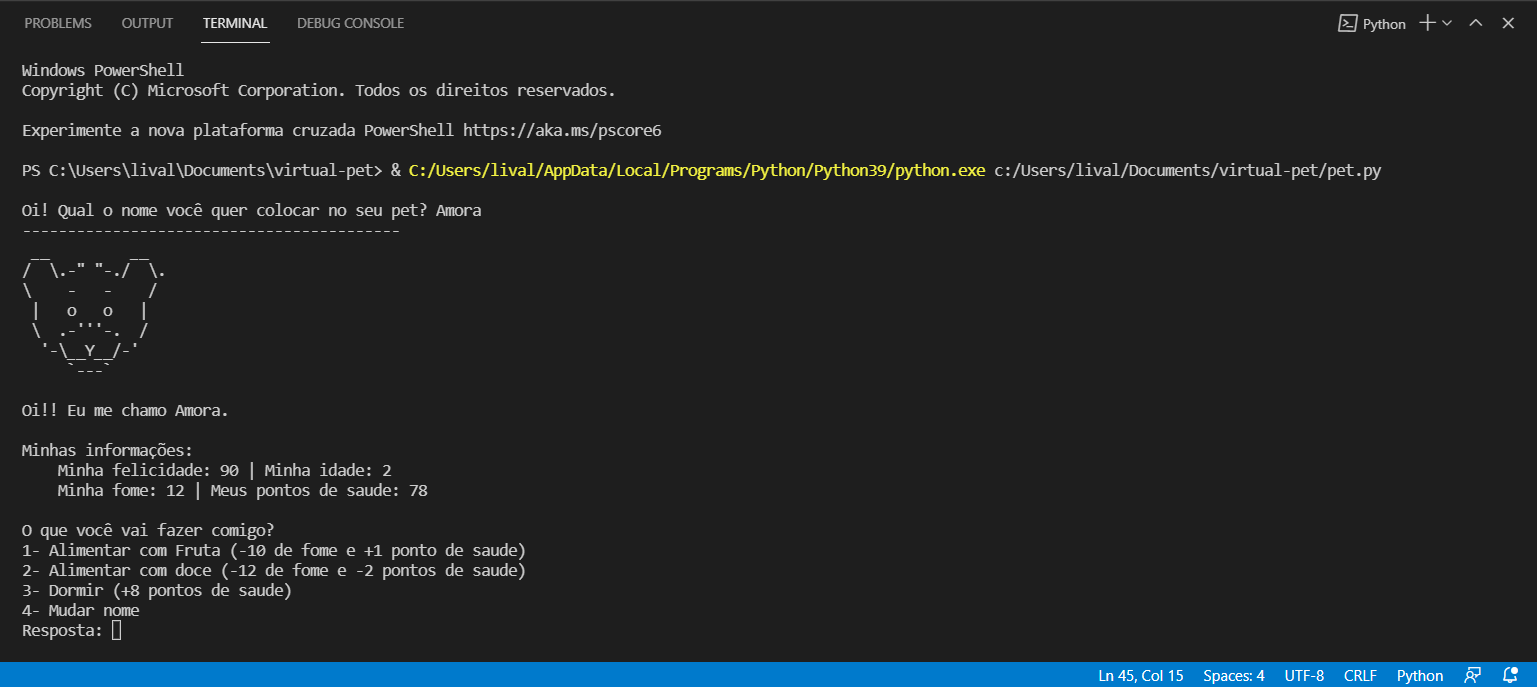 PROBLEMS OUTPUT TERMINAL DEBUG CONSOLE Python
Windows PowerShell
Copyright (C) Microsoft Corporation. Todos os direitos reservados.
Experimente a nova plataforma cruzada PowerShell https://aka.ms/pscore6
PS C:\Users\lival\Documents\virtual-pet> & C:/Users/lival/AppData/Local/Programs/Python/Python39/python.exe c:/Users/lival/Documents/virtual-pet/pet.py
Oi! Qual o nome você quer colocar no seu pet? Amora
------------------------------------------
 __         __
/  \.-" "-./  \.
\    -   -    /
 |   o   o   |
 \  .-'''-.  /
  '-\__Y__/-'
     `---`
Oi!! Eu me chamo Amora.
Minhas informações:
    Minha felicidade: 90 | Minha idade: 2
    Minha fome: 12 | Meus pontos de saude: 78
O que você vai fazer comigo?
1- Alimentar com Fruta (-10 de fome e +1 ponto de saude)
2- Alimentar com doce (-12 de fome e -2 pontos de saude)
3- Dormir (+8 pontos de saude)
4- Mudar nome
Resposta:
Ln 45, Col 15 Spaces: 4 UTF-8 CRLF Python